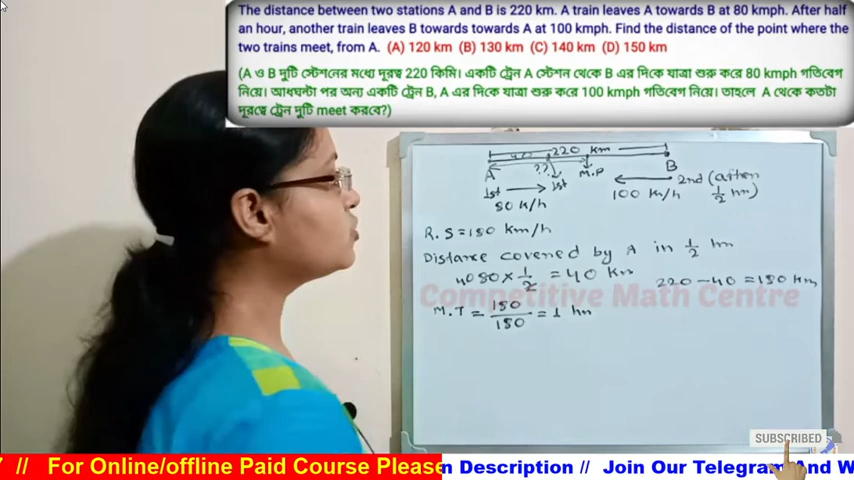 The distance between two stations A and B is 220 km. A train leaves A towards B at 80 kmph. After half
an hour, another train leaves B towards towards A at 100 kmph. Find the distance of the point where the
two trains meet, from A. (A) 120 km (B) 130 km (C) 140 km (D) 150 km
(A ও B দুটি স্টেশনের মধ্যে দূরত্ব 220 কিমি। একটি ট্রেন A স্টেশন থেকে B এর দিকে যাত্রা শুরু করে 80 kmph গতিবেগ
নিয়ে। আধঘন্টা পর অন্য একটি ট্রেন B, A এর দিকে যাত্রা শুরু করে 100 kmph গতিবেগ নিয়ে। তাহলে A থেকে কতটা
দূরত্বে ট্রেন দুটি meet করবে?)
40 220 km
A ?? 1st M.P B
1st 80 k/h
100 km/h 2nd (after 1/2 hr)
R.S = 180 km/h
Distance covered by A in 1/2 hr
40 80 × 1/2 = 40 km 220 - 40 = 180 km
Competitive Math Centre
M.T = 180/180 = 1 hr
SUBSCRIBED
// For Online/offline Paid Course Please
n Description // Join Our Telegram And W